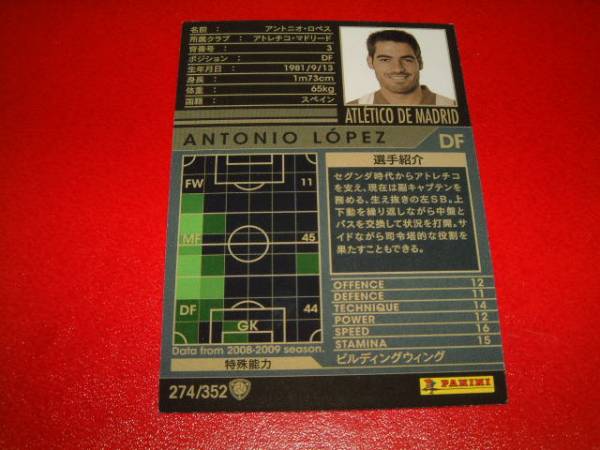 名前 : アントニオ・ロペス
所属クラブ : アトレチコ・マドリード
背番号 : 3
ポジション : DF
生年月日 : 1981/9/13
身長 : 1m73cm
体重 : 65kg
国籍 : スペイン
ATLÉTICO DE MADRID
ANTONIO LÓPEZ DF
FW 11
MF 45
DF 44
GK
Data from 2008-2009 season.
特殊能力
選手紹介
セグンダ時代からアトレチコ
を支え、現在は副キャプテンを
務める、生え抜きの左SB。上
下動を繰り返しながら中盤と
パスを交換して状況を打開。サ
イドながら司令塔的な役割を
果たすこともできる。
OFFENCE 12
DEFENCE 11
TECHNIQUE 14
POWER 12
SPEED 16
STAMINA 15
ビルディングウィング
274/352
PANINI